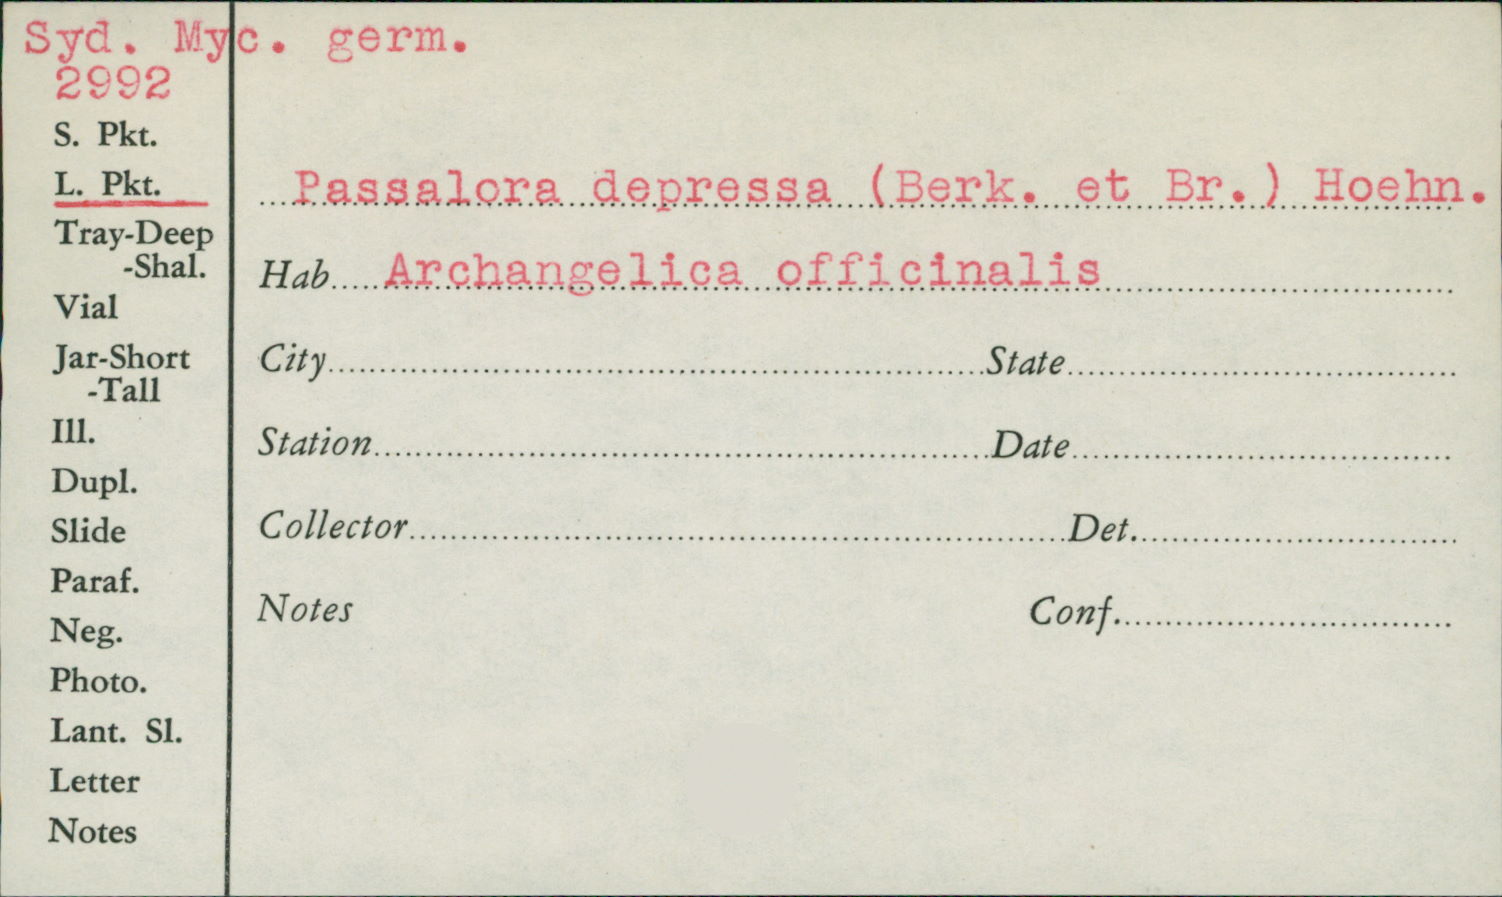 Syd. Myc. germ.
2992
S. Pkt.
L. Pkt.
Tray-Deep
-Shal.
Vial
Jar-Short
-Tall
Ill.
Dupl.
Slide
Paraf.
Neg.
Photo.
Lant. Sl.
Letter
Notes
Passalora depressa (Berk. et Br.) Hoehn.
Hab. Archangelica officinalis
City State
Station Date
Collector Det.
Notes Conf.